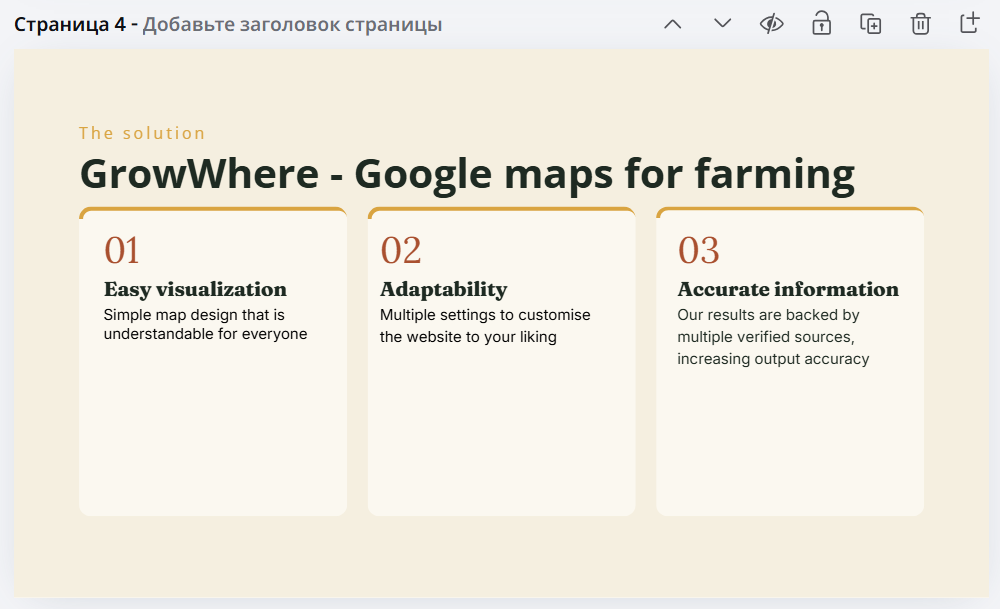 Страница 4 - Добавьте заголовок страницы
The solution
GrowWhere - Google maps for farming
01
Easy visualization
Simple map design that is
understandable for everyone
02
Adaptability
Multiple settings to customise
the website to your liking
03
Accurate information
Our results are backed by
multiple verified sources,
increasing output accuracy